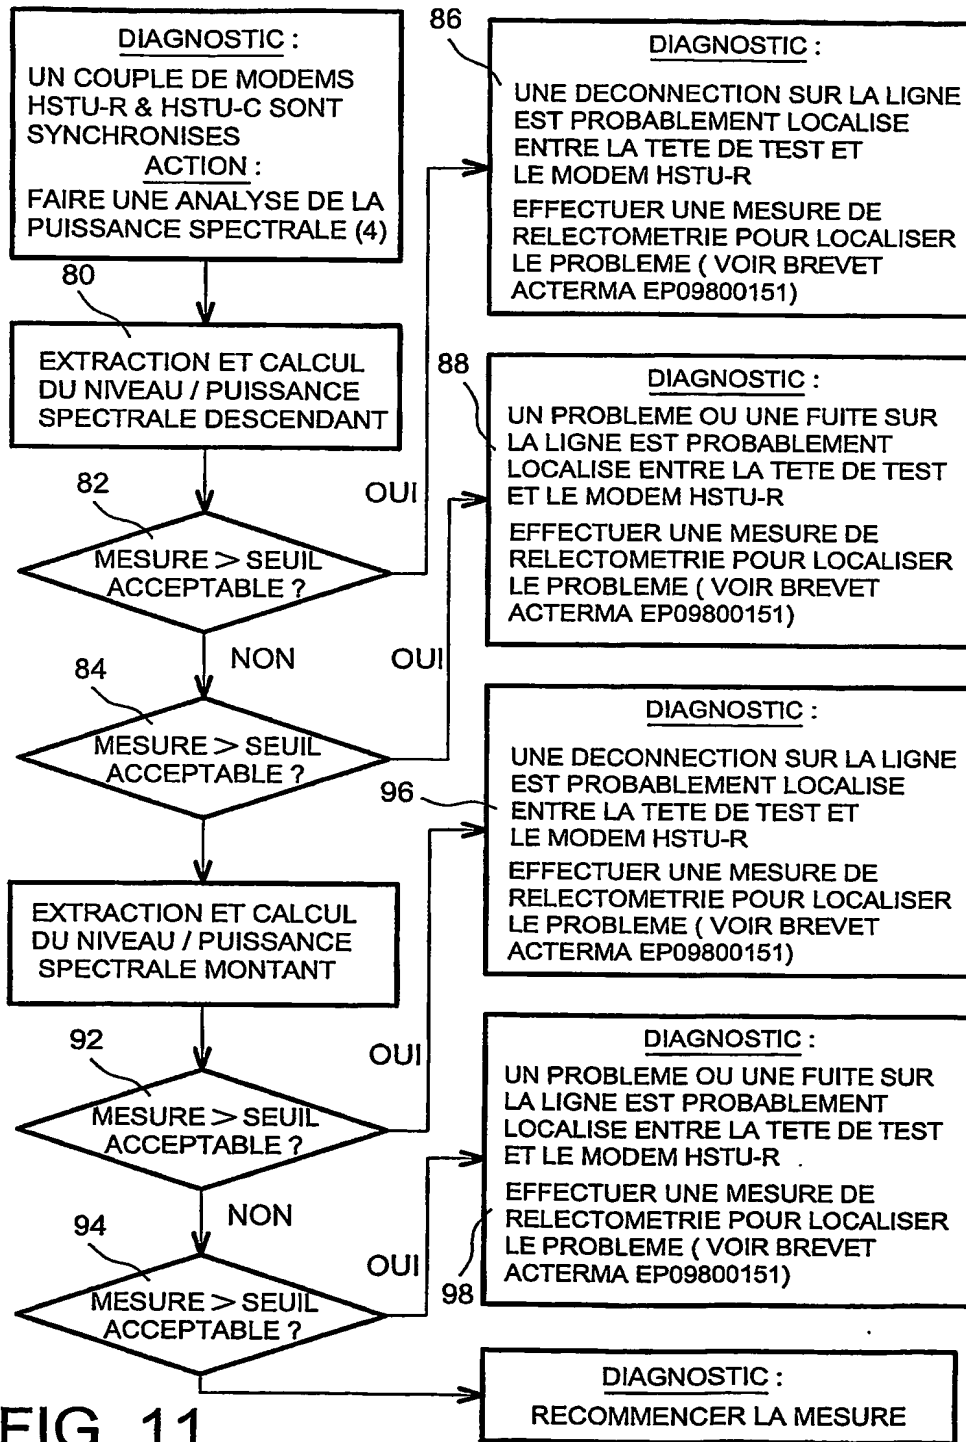 DIAGNOSTIC :
UN COUPLE DE MODEMS
HSTU-R & HSTU-C SONT
SYNCHRONISES
ACTION :
FAIRE UNE ANALYSE DE LA
PUISSANCE SPECTRALE (4)
80
EXTRACTION ET CALCUL
DU NIVEAU / PUISSANCE
SPECTRALE DESCENDANT
82
OUI
MESURE > SEUIL
ACCEPTABLE ?
NON
84
OUI
MESURE > SEUIL
ACCEPTABLE ?
EXTRACTION ET CALCUL
DU NIVEAU / PUISSANCE
SPECTRALE MONTANT
92
OUI
MESURE > SEUIL
ACCEPTABLE ?
NON
94
OUI
MESURE > SEUIL
ACCEPTABLE ?
86
DIAGNOSTIC :
UNE DECONNECTION SUR LA LIGNE
EST PROBABLEMENT LOCALISE
ENTRE LA TETE DE TEST ET
LE MODEM HSTU-R
EFFECTUER UNE MESURE DE
RELECTOMETRIE POUR LOCALISER
LE PROBLEME ( VOIR BREVET
ACTERMA EP09800151)
88
DIAGNOSTIC :
UN PROBLEME OU UNE FUITE SUR
LA LIGNE EST PROBABLEMENT
LOCALISE ENTRE LA TETE DE TEST
ET LE MODEM HSTU-R
EFFECTUER UNE MESURE DE
RELECTOMETRIE POUR LOCALISER
LE PROBLEME ( VOIR BREVET
ACTERMA EP09800151)
96
DIAGNOSTIC :
UNE DECONNECTION SUR LA LIGNE
EST PROBABLEMENT LOCALISE
ENTRE LA TETE DE TEST ET
LE MODEM HSTU-R
EFFECTUER UNE MESURE DE
RELECTOMETRIE POUR LOCALISER
LE PROBLEME ( VOIR BREVET
ACTERMA EP09800151)
98
DIAGNOSTIC :
UN PROBLEME OU UNE FUITE SUR
LA LIGNE EST PROBABLEMENT
LOCALISE ENTRE LA TETE DE TEST
ET LE MODEM HSTU-R
EFFECTUER UNE MESURE DE
RELECTOMETRIE POUR LOCALISER
LE PROBLEME ( VOIR BREVET
ACTERMA EP09800151)
DIAGNOSTIC :
RECOMMENCER LA MESURE
FIG. 11